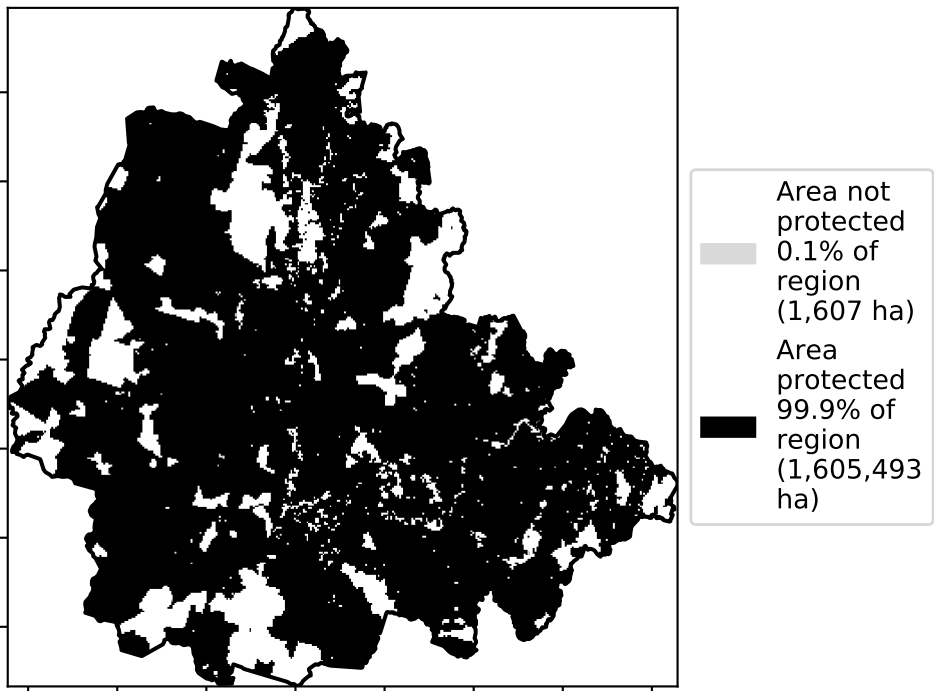 Area not
protected
0.1% of
region
(1,607 ha)
Area
protected
99.9% of
region
(1,605,493
ha)